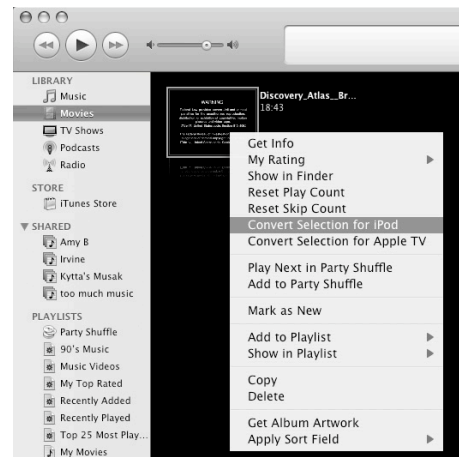 LIBRARY
Music
Movies
TV Shows
Podcasts
Radio
STORE
iTunes Store
SHARED
Amy B
Irvine
Kytta's Musak
too much music
PLAYLISTS
Party Shuffle
90's Music
Music Videos
My Top Rated
Recently Added
Recently Played
Top 25 Most Play...
My Movies
WARNING
Discovery_Atlas__Br...
18:43
Get Info
My Rating
Show in Finder
Reset Play Count
Reset Skip Count
Convert Selection for iPod
Convert Selection for Apple TV
Play Next in Party Shuffle
Add to Party Shuffle
Mark as New
Add to Playlist
Show in Playlist
Copy
Delete
Get Album Artwork
Apply Sort Field